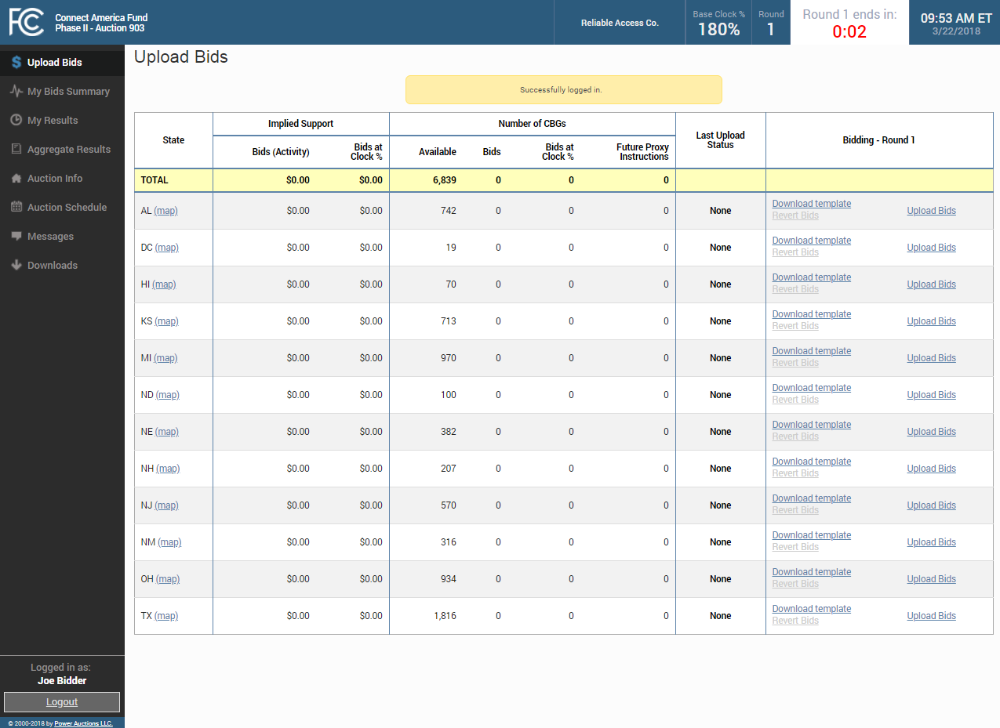 FCC
Connect America Fund
Phase II - Auction 903
Reliable Access Co.
Base Clock %
180%
Round
1
Round 1 ends in:
0:02
09:53 AM ET
3/22/2018
Upload Bids
My Bids Summary
My Results
Aggregate Results
Auction Info
Auction Schedule
Messages
Downloads
Logged in as:
Joe Bidder
Logout
© 2000-2018 by Power Auctions LLC.
Upload Bids
Successfully logged in.
State
Implied Support
Number of CBGs
Last Upload
Status
Bidding - Round 1
Bids (Activity)
Bids at
Clock %
Available
Bids
Bids at
Clock %
Future Proxy
Instructions
TOTAL $0.00 $0.00 6,839 0 0 0
AL (map) $0.00 $0.00 742 0 0 0 None Download template Upload Bids
Revert Bids
DC (map) $0.00 $0.00 19 0 0 0 None Download template Upload Bids
Revert Bids
HI (map) $0.00 $0.00 70 0 0 0 None Download template Upload Bids
Revert Bids
KS (map) $0.00 $0.00 713 0 0 0 None Download template Upload Bids
Revert Bids
MI (map) $0.00 $0.00 970 0 0 0 None Download template Upload Bids
Revert Bids
ND (map) $0.00 $0.00 100 0 0 0 None Download template Upload Bids
Revert Bids
NE (map) $0.00 $0.00 382 0 0 0 None Download template Upload Bids
Revert Bids
NH (map) $0.00 $0.00 207 0 0 0 None Download template Upload Bids
Revert Bids
NJ (map) $0.00 $0.00 570 0 0 0 None Download template Upload Bids
Revert Bids
NM (map) $0.00 $0.00 316 0 0 0 None Download template Upload Bids
Revert Bids
OH (map) $0.00 $0.00 934 0 0 0 None Download template Upload Bids
Revert Bids
TX (map) $0.00 $0.00 1,816 0 0 0 None Download template Upload Bids
Revert Bids